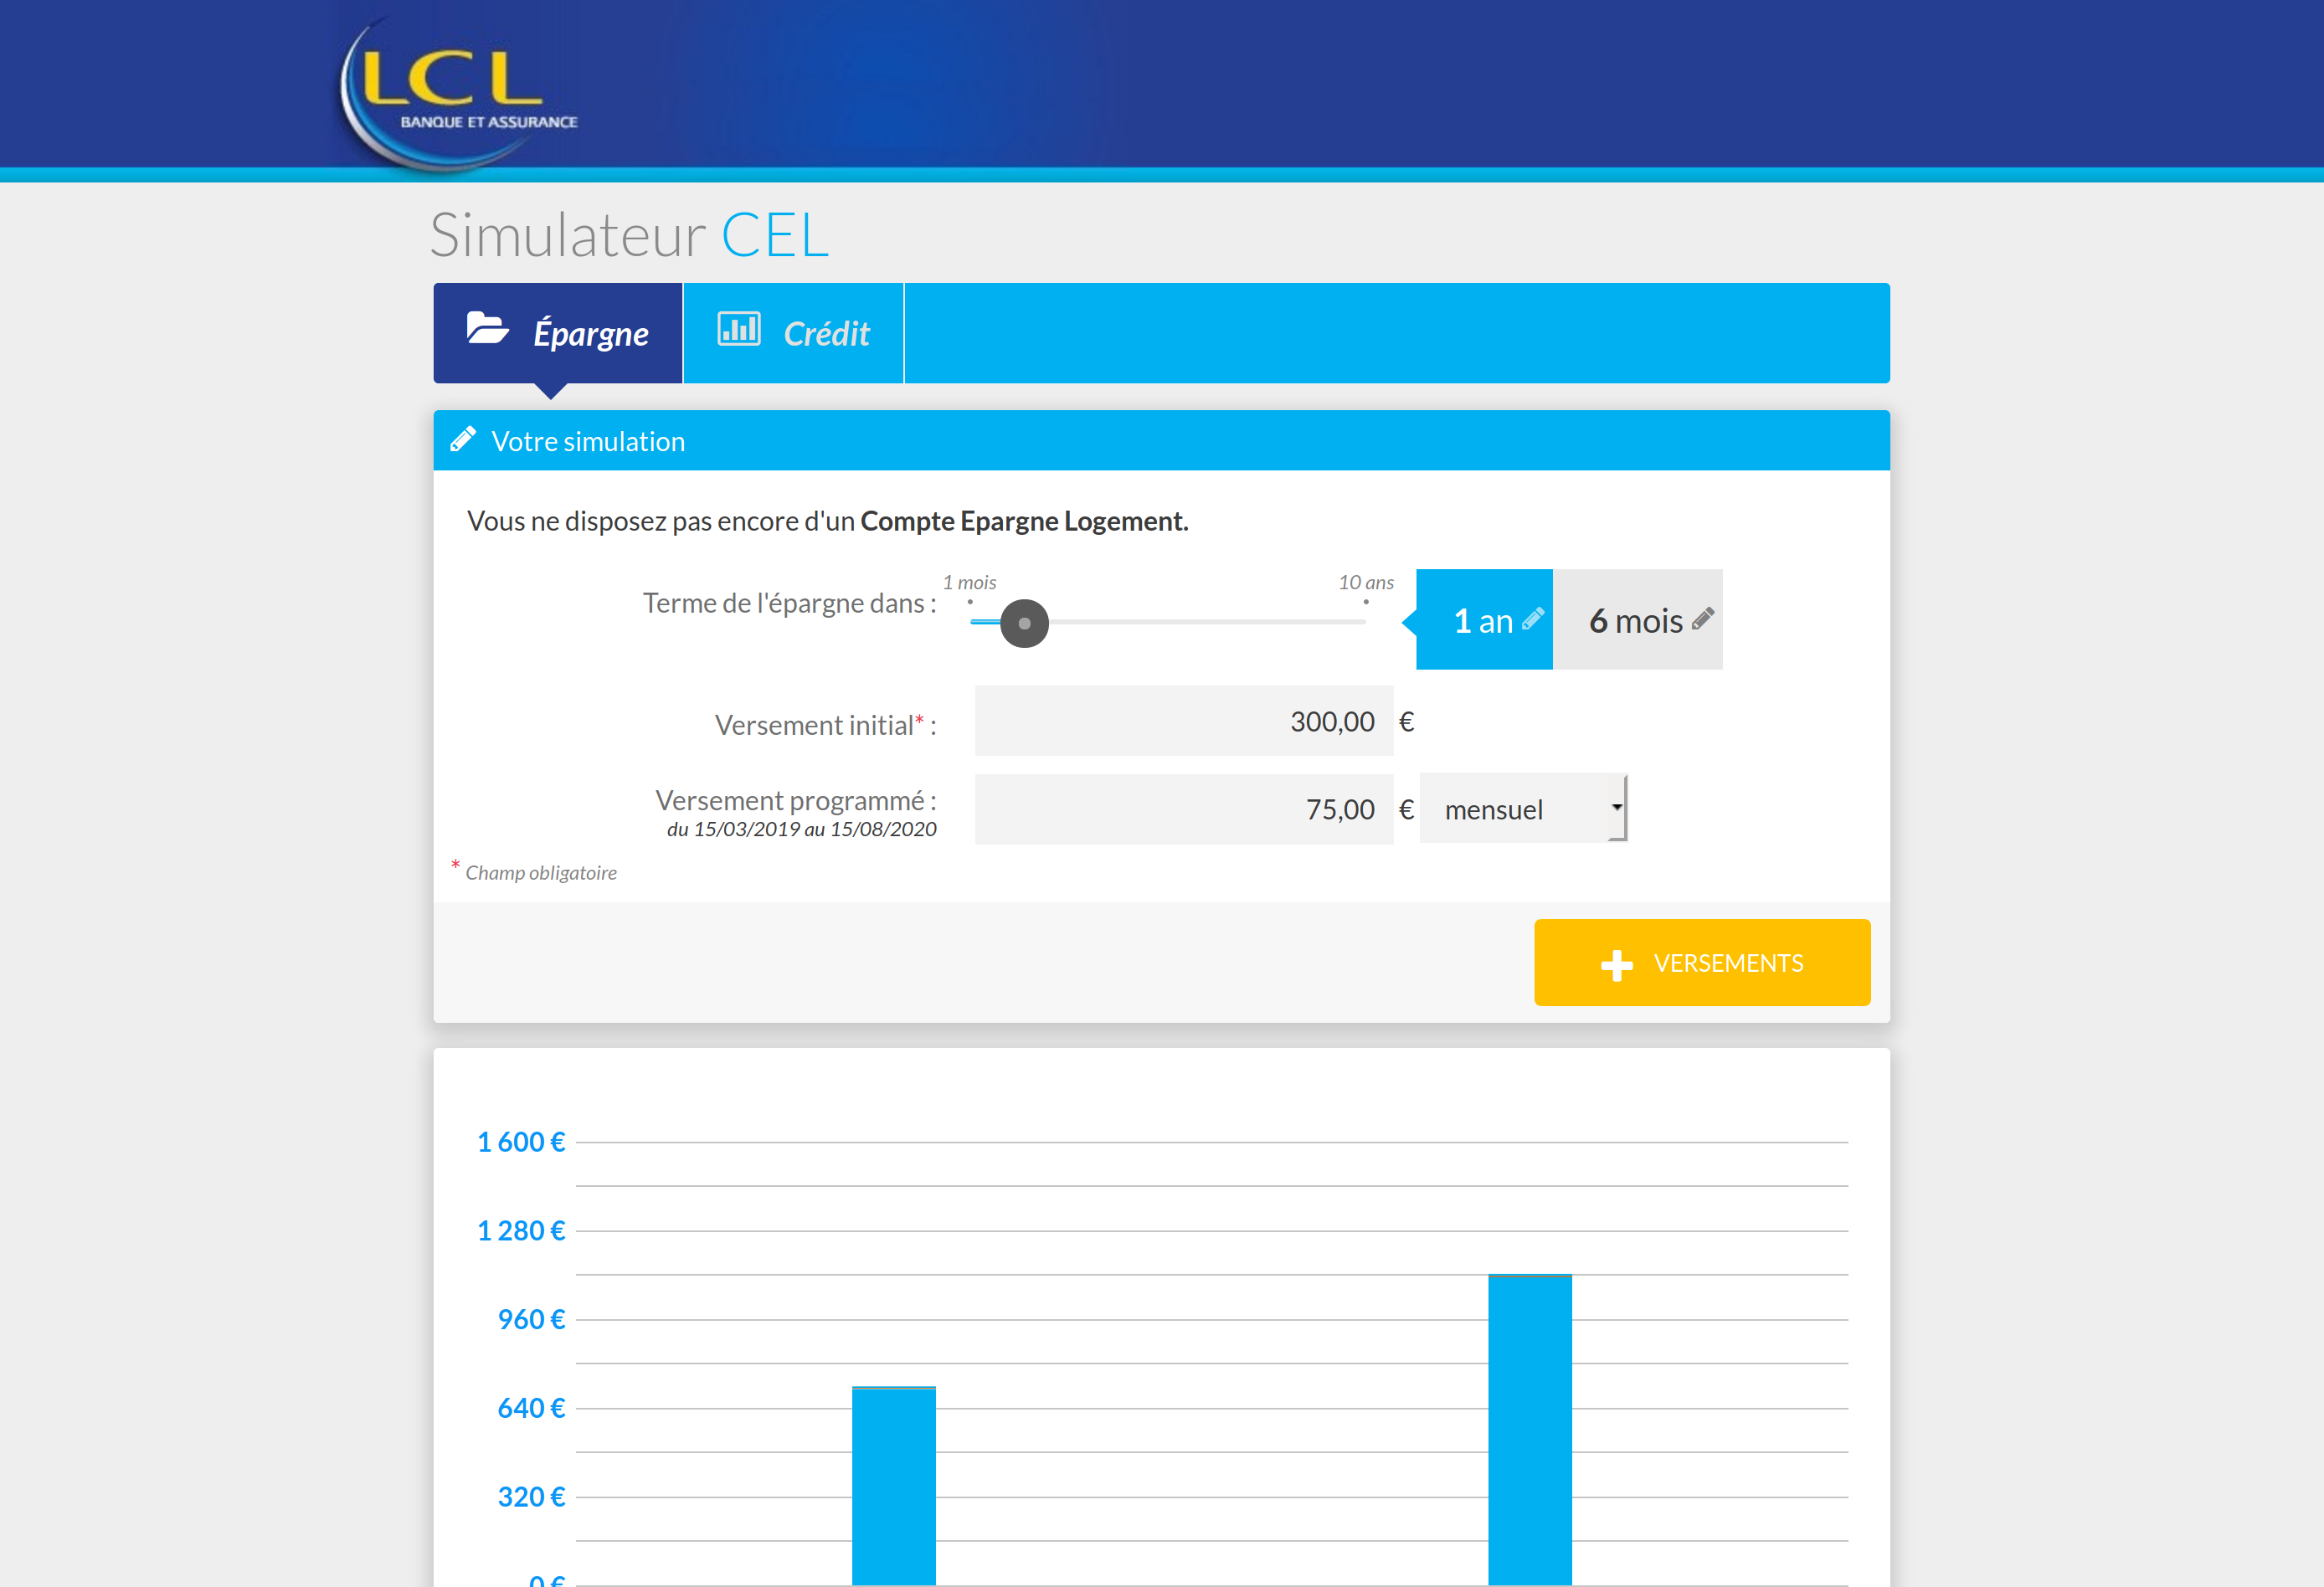 LCL
BANQUE ET ASSURANCE
Simulateur CEL
Épargne
Crédit
Votre simulation
Vous ne disposez pas encore d'un Compte Epargne Logement.
1 mois
10 ans
Terme de l'épargne dans :
1 an
6 mois
Versement initial* :
300,00 €
Versement programmé :
75,00 € mensuel
du 15/03/2019 au 15/08/2020
* Champ obligatoire
VERSEMENTS
1 600 €
1 280 €
960 €
640 €
320 €
0 €